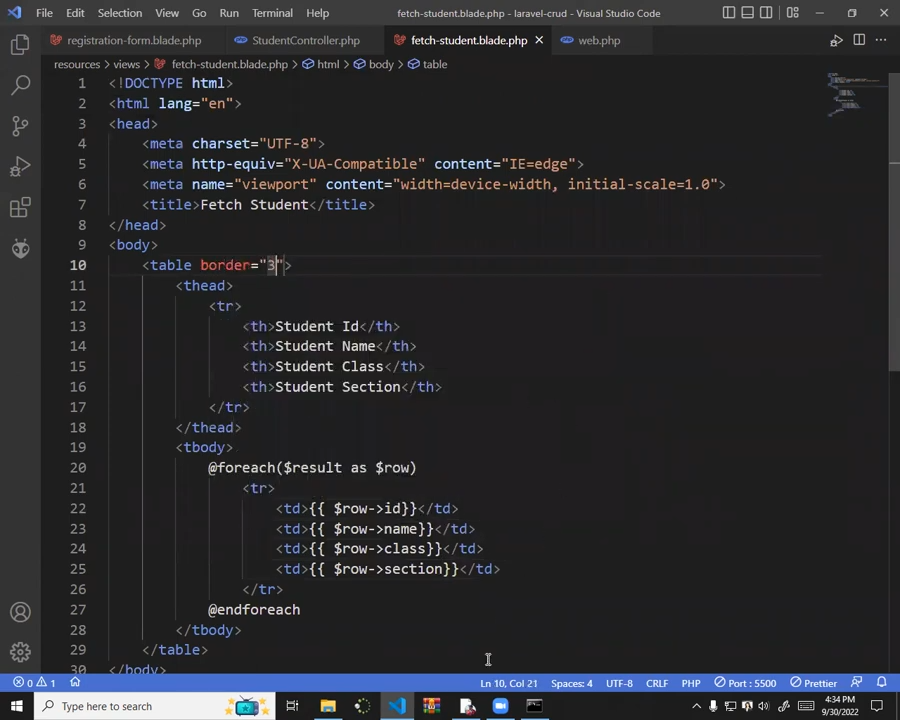 File Edit Selection View Go Run Terminal Help fetch-student.blade.php - laravel-crud - Visual Studio Code
registration-form.blade.php StudentController.php fetch-student.blade.php web.php
resources > views > fetch-student.blade.php > html > body > table
1 <!DOCTYPE html>
2 <html lang="en">
3 <head>
4 <meta charset="UTF-8">
5 <meta http-equiv="X-UA-Compatible" content="IE=edge">
6 <meta name="viewport" content="width=device-width, initial-scale=1.0">
7 <title>Fetch Student</title>
8 </head>
9 <body>
10 <table border="3">
11 <thead>
12 <tr>
13 <th>Student Id</th>
14 <th>Student Name</th>
15 <th>Student Class</th>
16 <th>Student Section</th>
17 </tr>
18 </thead>
19 <tbody>
20 @foreach($result as $row)
21 <tr>
22 <td>{{ $row->id}}</td>
23 <td>{{ $row->name}}</td>
24 <td>{{ $row->class}}</td>
25 <td>{{ $row->section}}</td>
26 </tr>
27 @endforeach
28 </tbody>
29 </table>
30 </body>
0 1 Ln 10, Col 21 Spaces: 4 UTF-8 CRLF PHP Port : 5500 Prettier
Type here to search 4:34 PM
9/30/2022